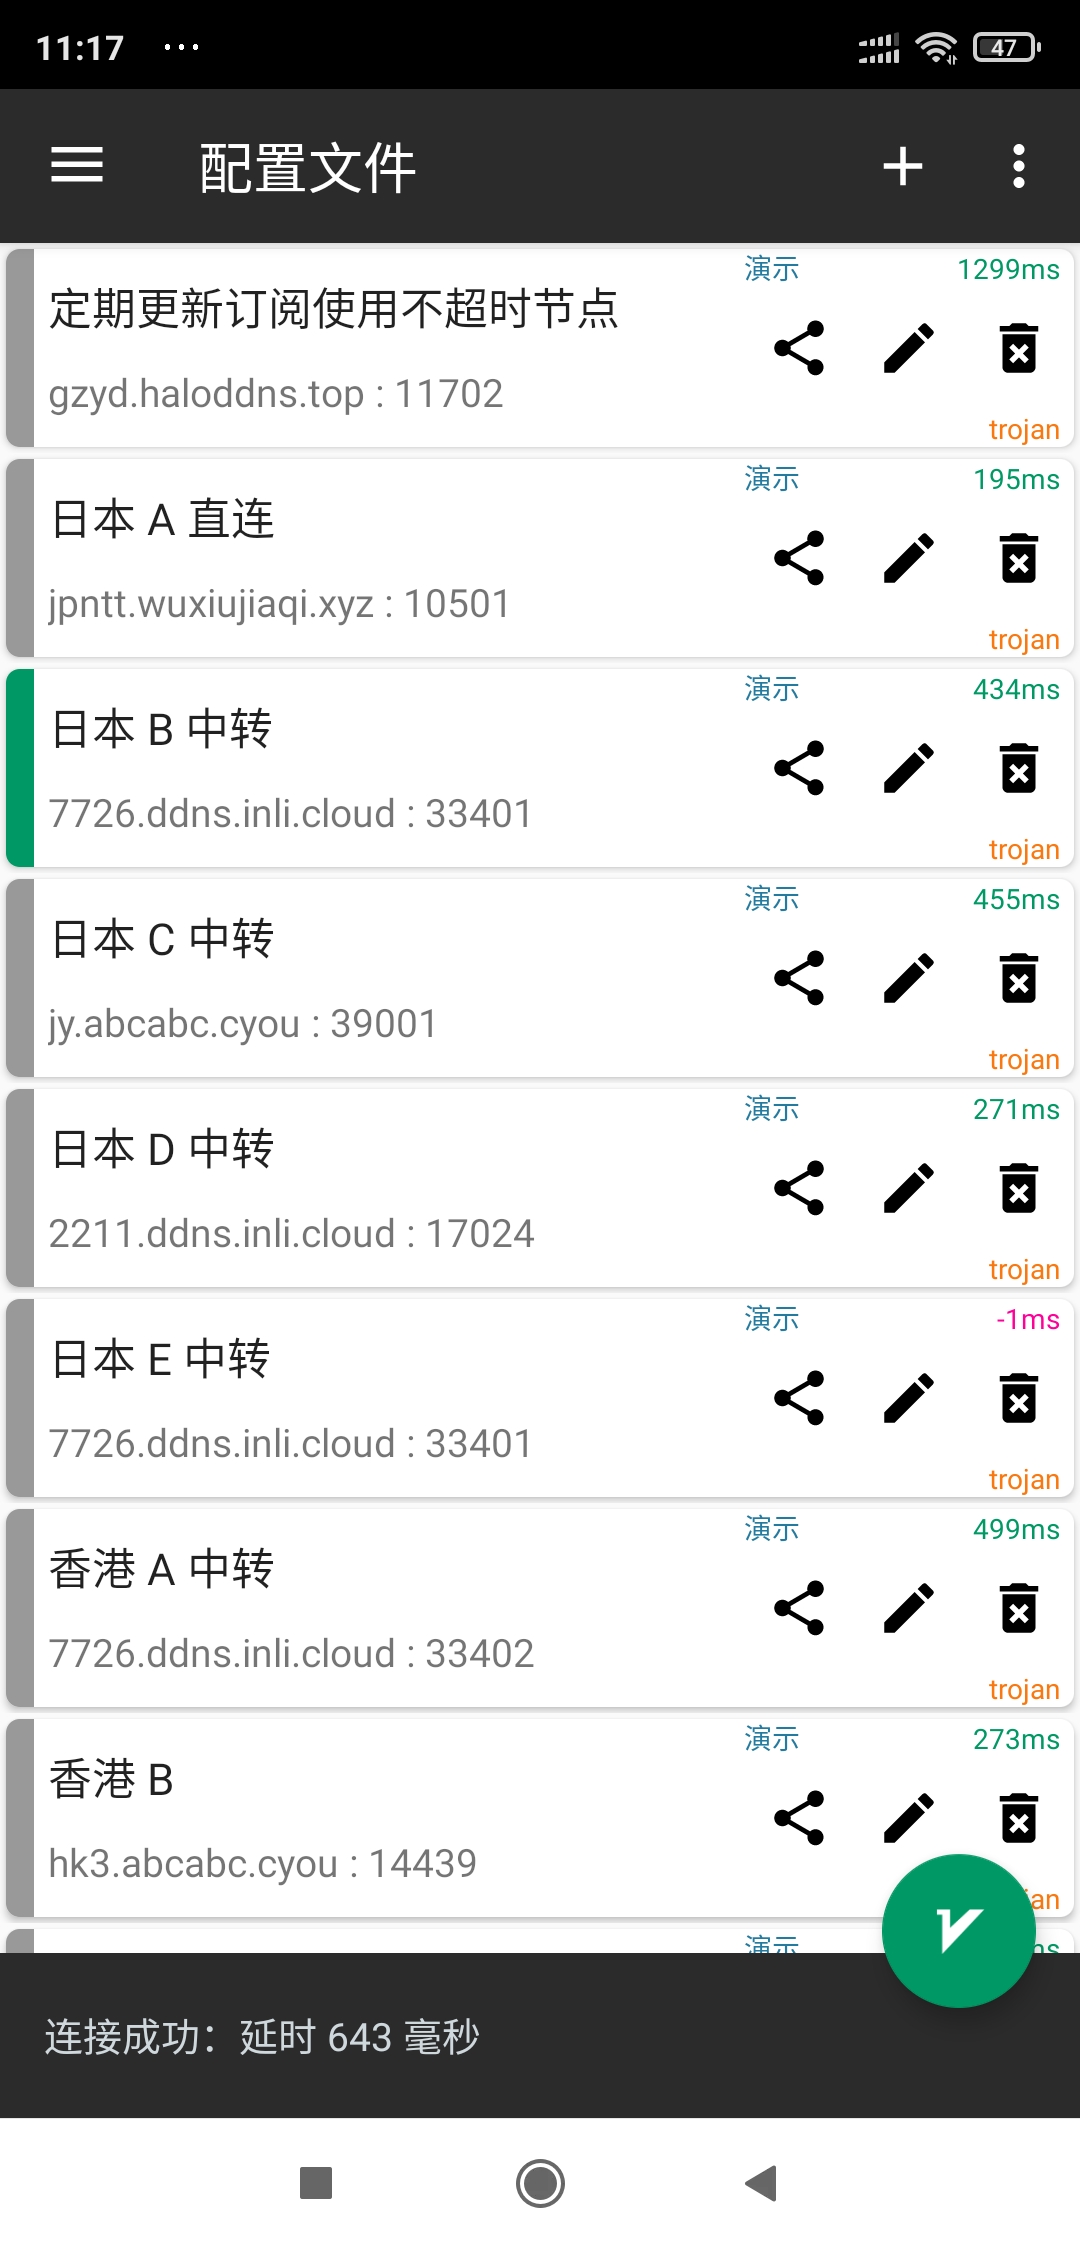 11:17 ... 47
配置文件
演示 1299ms
定期更新订阅使用不超时节点
gzyd.haloddns.top : 11702
trojan
演示 195ms
日本 A 直连
jpntt.wuxiujiaqi.xyz : 10501
trojan
演示 434ms
日本 B 中转
7726.ddns.inli.cloud : 33401
trojan
演示 455ms
日本 C 中转
jy.abcabc.cyou : 39001
trojan
演示 271ms
日本 D 中转
2211.ddns.inli.cloud : 17024
trojan
演示 -1ms
日本 E 中转
7726.ddns.inli.cloud : 33401
trojan
演示 499ms
香港 A 中转
7726.ddns.inli.cloud : 33402
trojan
演示 273ms
香港 B
hk3.abcabc.cyou : 14439
演示
连接成功：延时 643 毫秒